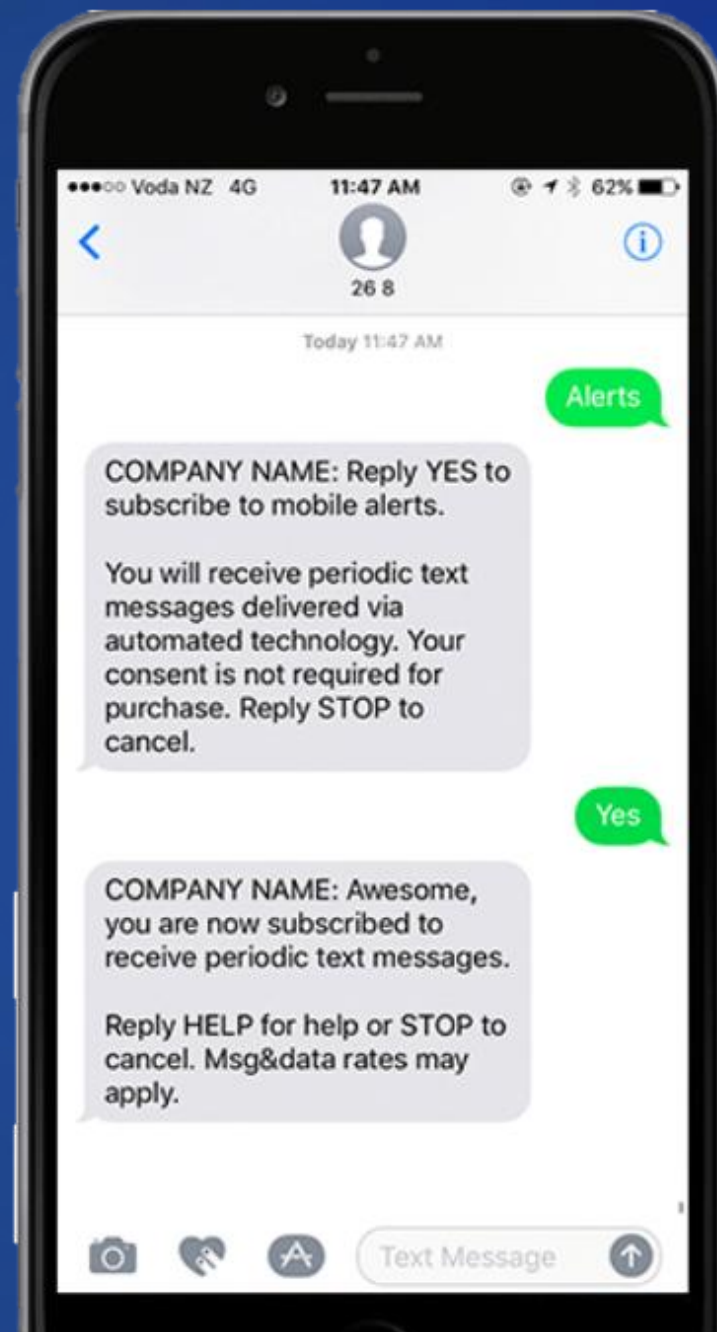 ●●●○○ Voda NZ 4G 11:47 AM 62%
26 8
Today 11:47 AM
Alerts
COMPANY NAME: Reply YES to
subscribe to mobile alerts.
You will receive periodic text
messages delivered via
automated technology. Your
consent is not required for
purchase. Reply STOP to
cancel.
Yes
COMPANY NAME: Awesome,
you are now subscribed to
receive periodic text messages.
Reply HELP for help or STOP to
cancel. Msg&data rates may
apply.
Text Message